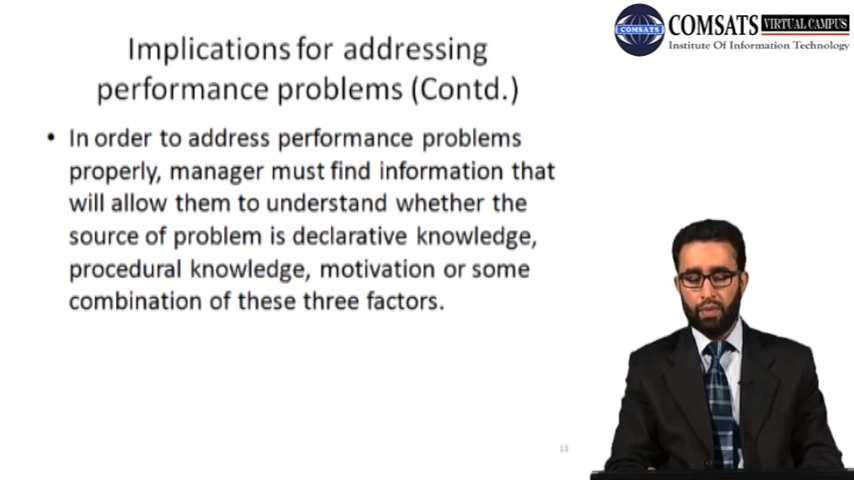 COMSATS VIRTUAL CAMPUS
COMSATS
Institute Of Information Technology
Implications for addressing
performance problems (Contd.)
• In order to address performance problems
properly, manager must find information that
will allow them to understand whether the
source of problem is declarative knowledge,
procedural knowledge, motivation or some
combination of these three factors.
11